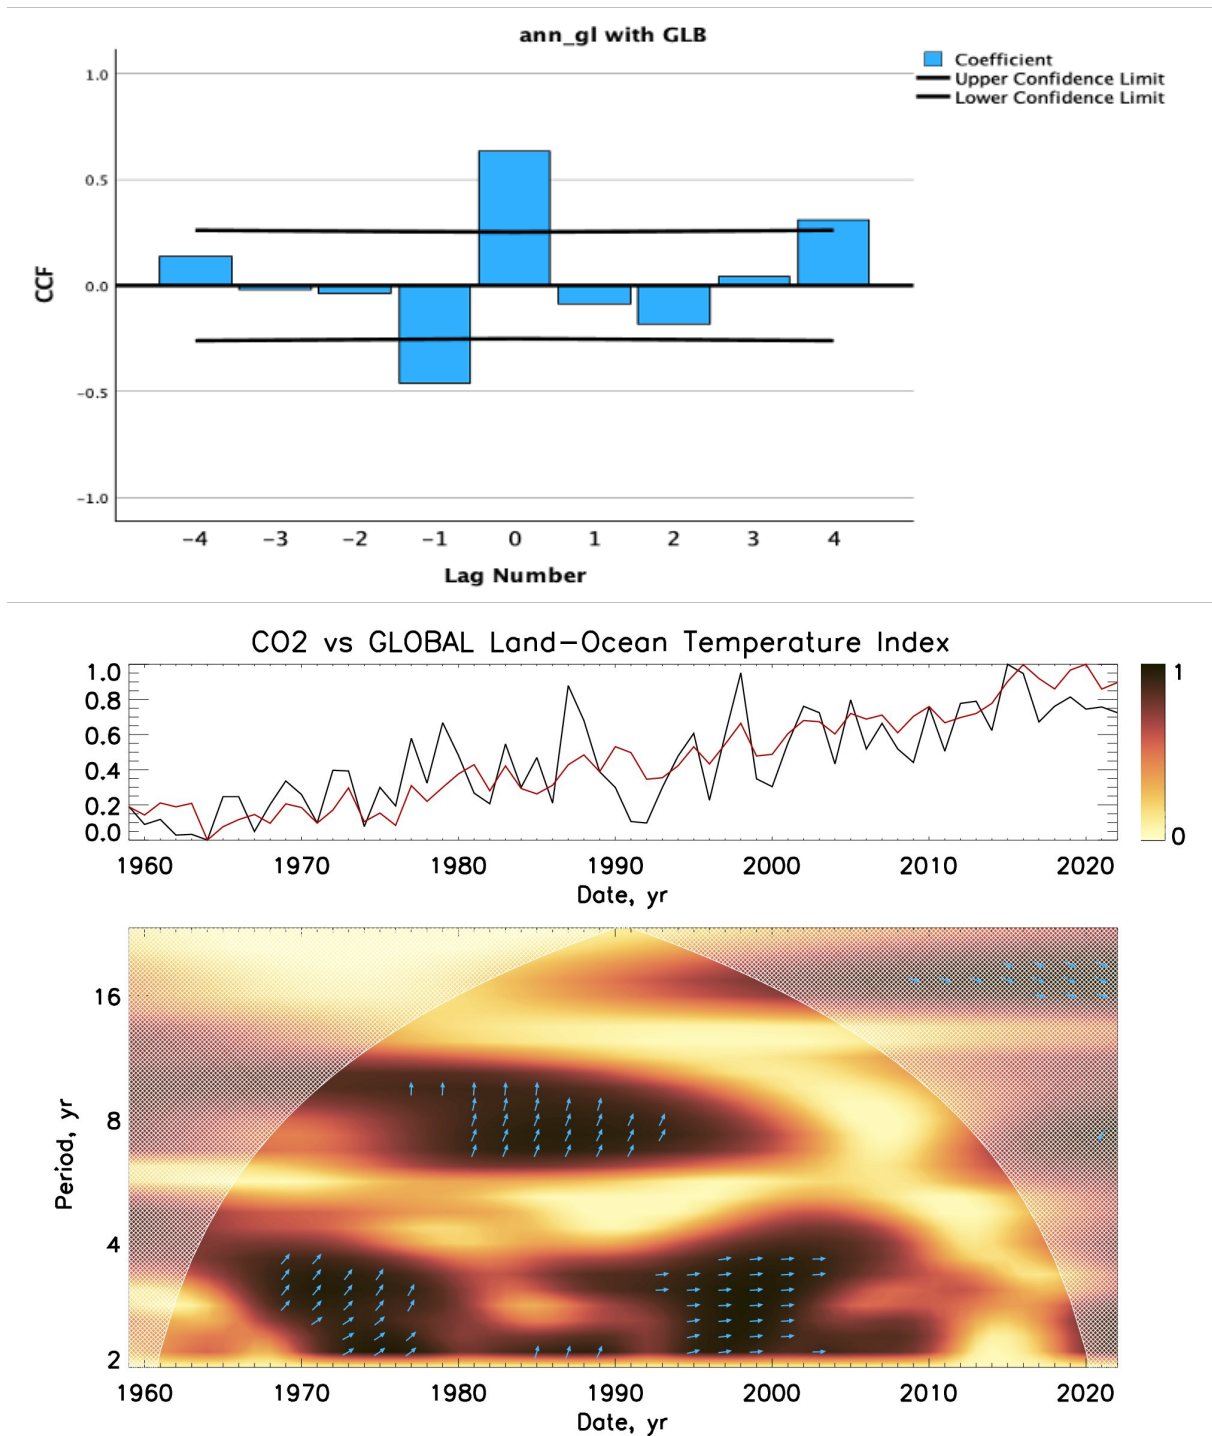 ann_gl with GLB
Coefficient
Upper Confidence Limit
Lower Confidence Limit
1.0
0.5
0.0
−0.5
−1.0
CCF
−4 −3 −2 −1 0 1 2 3 4
Lag Number
CO2 vs GLOBAL Land−Ocean Temperature Index
1.0
0.8
0.6
0.4
0.2
0.0
1
0
1960 1970 1980 1990 2000 2010 2020
Date, yr
16
8
4
2
Period, yr
1960 1970 1980 1990 2000 2010 2020
Date, yr